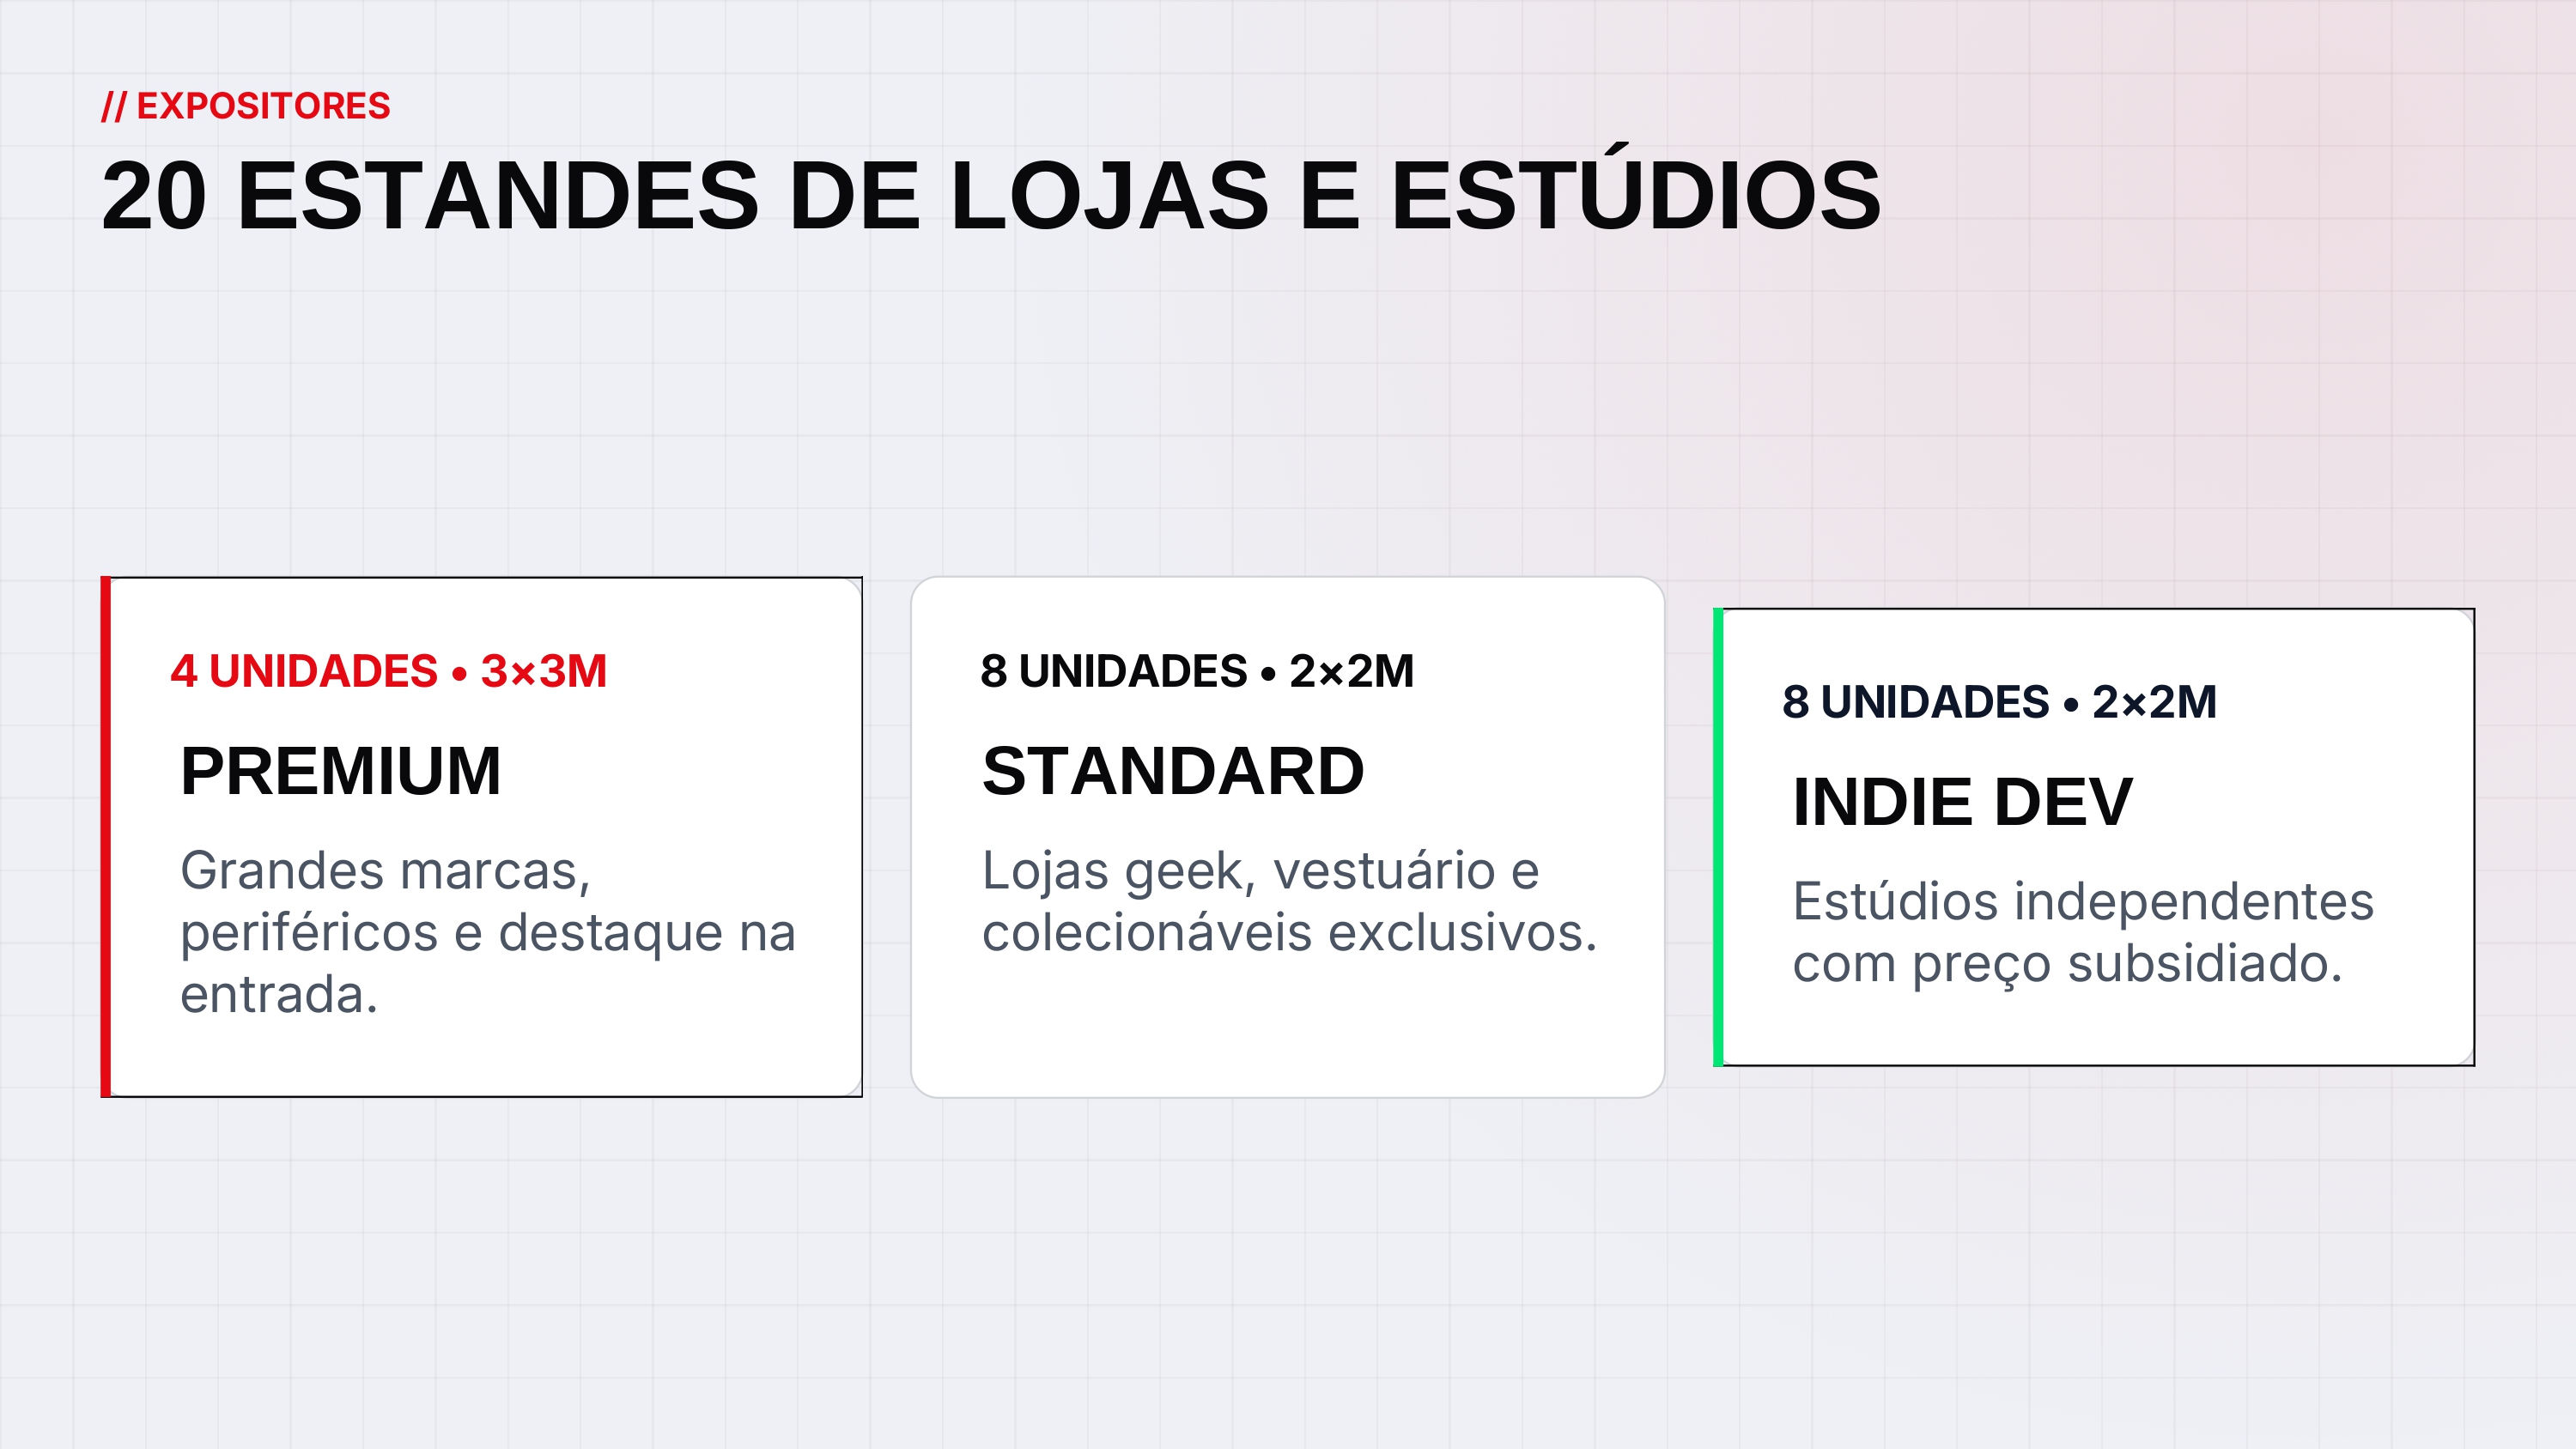 // EXPOSITORES
20 ESTANDES DE LOJAS E ESTÚDIOS
4 UNIDADES • 3×3M
PREMIUM
Grandes marcas,
periféricos e destaque na
entrada.
8 UNIDADES • 2×2M
STANDARD
Lojas geek, vestuário e
colecionáveis exclusivos.
8 UNIDADES • 2×2M
INDIE DEV
Estúdios independentes
com preço subsidiado.